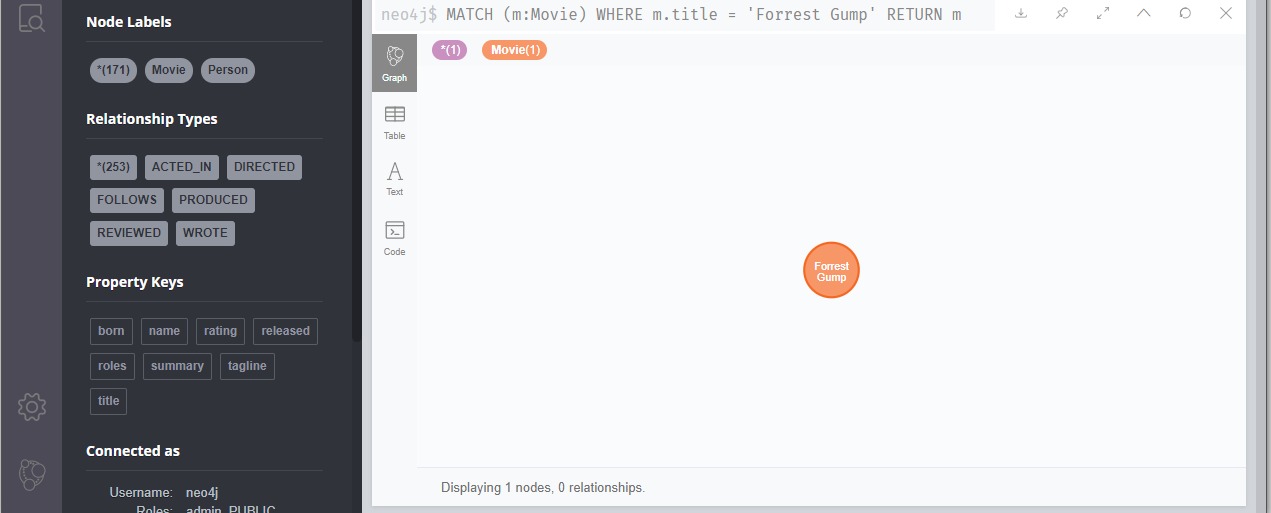 Node Labels
*(171) Movie Person
Relationship Types
*(253) ACTED_IN DIRECTED
FOLLOWS PRODUCED
REVIEWED WROTE
Property Keys
born name rating released
roles summary tagline
title
Connected as
Username: neo4j
Roles: admin, PUBLIC
neo4j$ MATCH (m:Movie) WHERE m.title = 'Forrest Gump' RETURN m
*(1) Movie(1)
Graph
Table
Text
Code
Forrest
Gump
Displaying 1 nodes, 0 relationships.